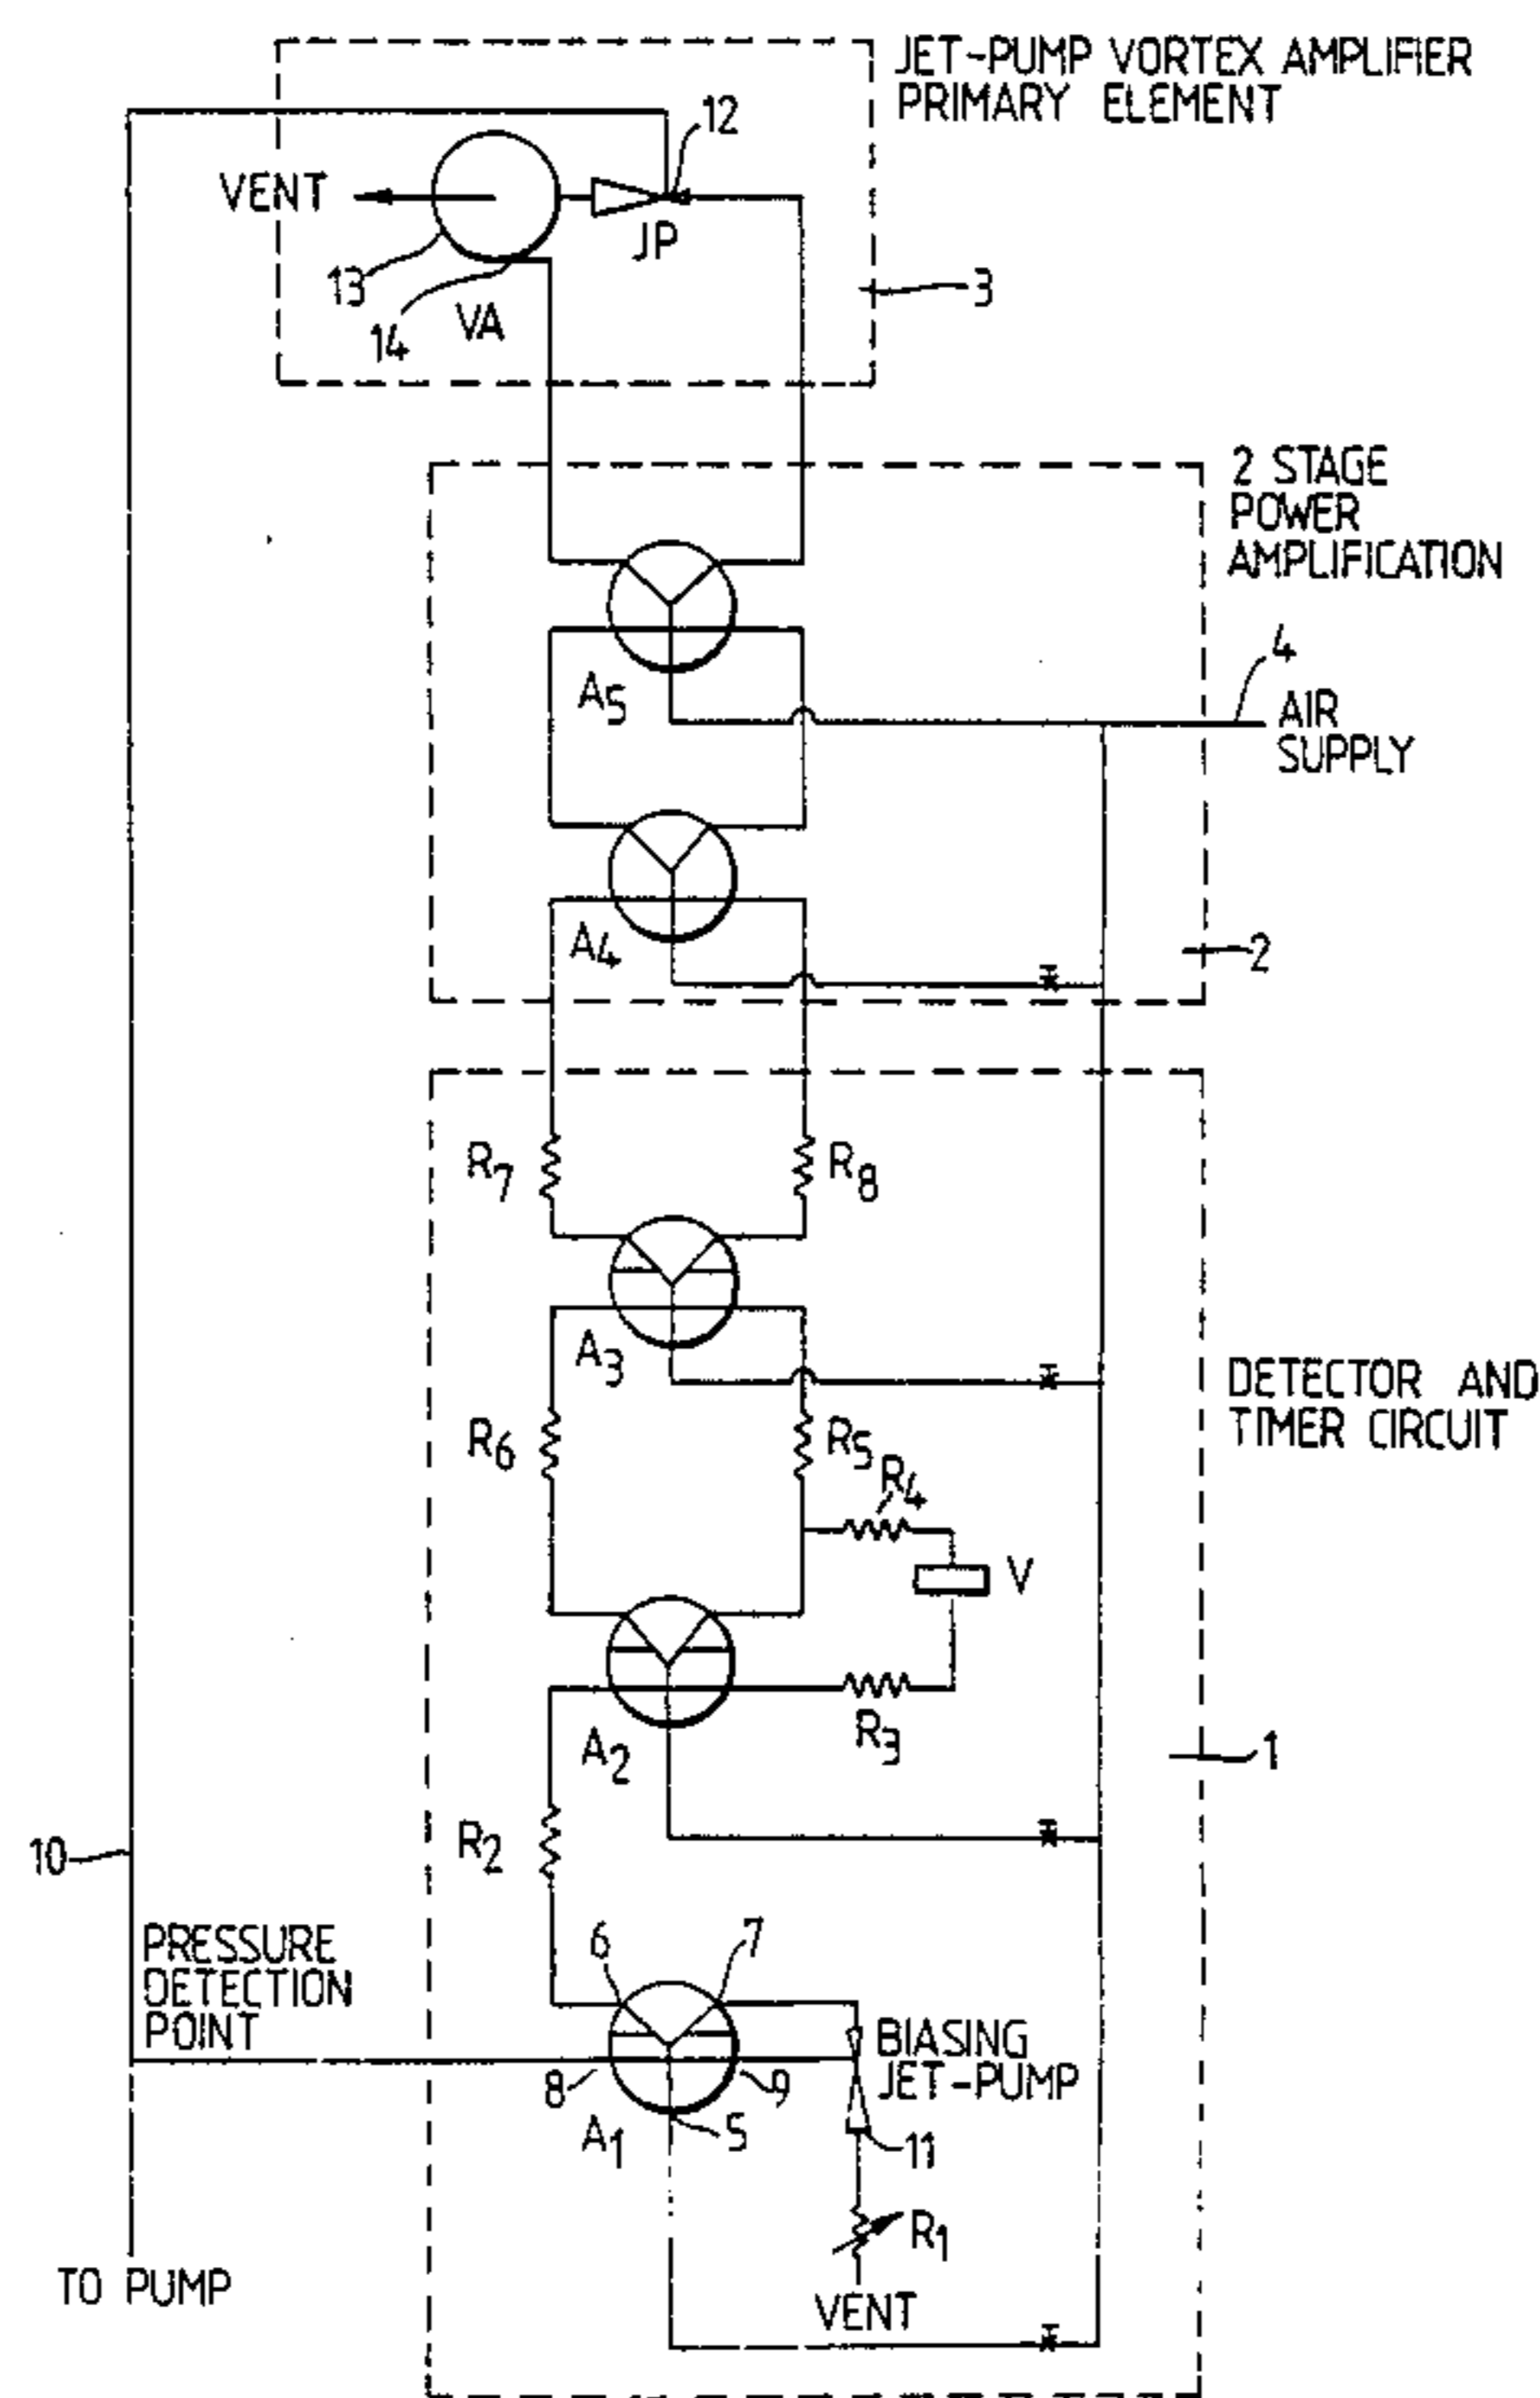 JET-PUMP VORTEX AMPLIFIER
PRIMARY ELEMENT
12
VENT
JP
13
3
14
VA
2 STAGE
POWER
AMPLIFICATION
4
A5
AIR
SUPPLY
A4
2
R7
R8
A3
DETECTOR AND
TIMER CIRCUIT
R6
R5
R4
V
A2
R3
1
R2
10
PRESSURE
DETECTION
POINT
6
7
BIASING
JET-PUMP
8
9
A1
5
11
R1
TO PUMP
VENT